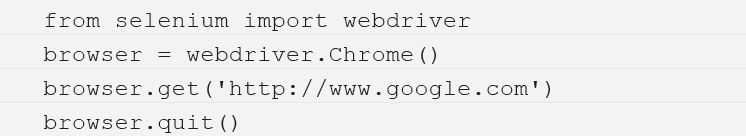 from selenium import webdriver
browser = webdriver.Chrome()
browser.get('http://www.google.com')
browser.quit()